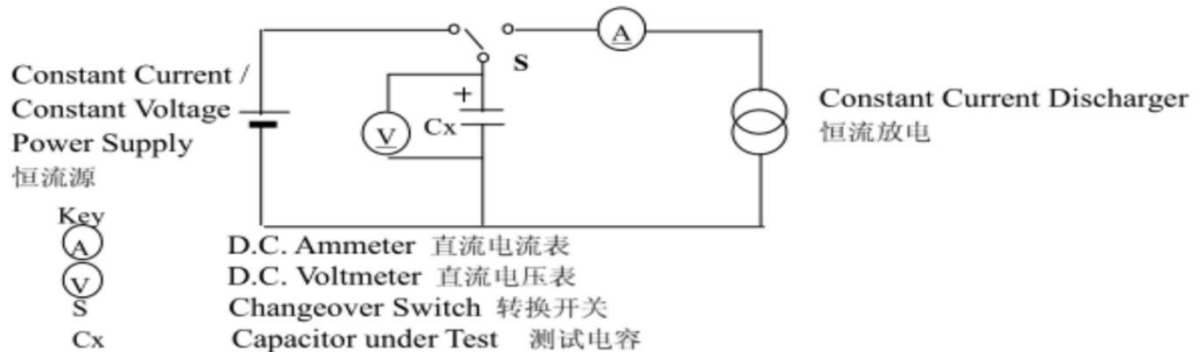 A
S
Constant Current /
Constant Voltage
Power Supply
恒流源
+
V
Cx
Constant Current Discharger
恒流放电
Key
A D.C. Ammeter 直流电流表
V D.C. Voltmeter 直流电压表
S Changeover Switch 转换开关
Cx Capacitor under Test 测试电容